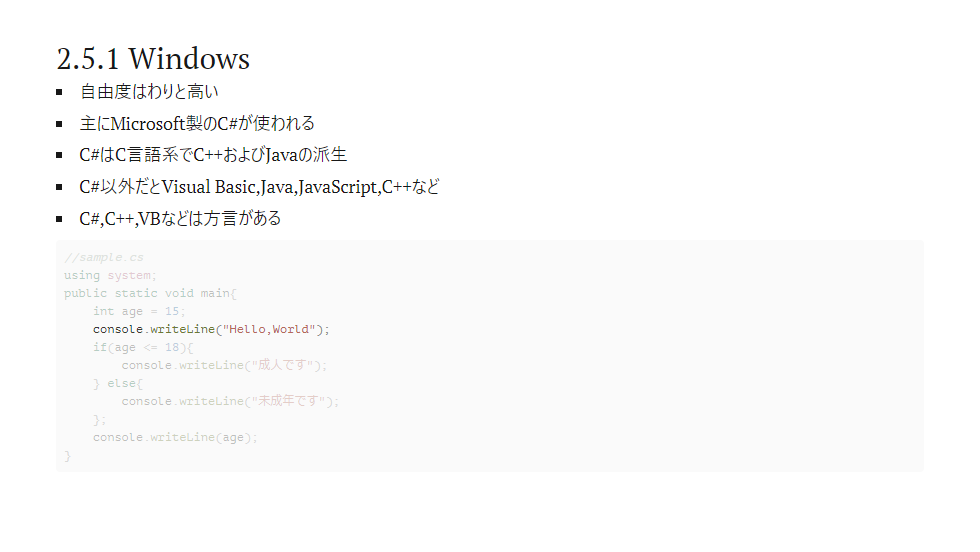 2.5.1 Windows
自由度はわりと高い
主にMicrosoft製のC#が使われる
C#はC言語系でC++およびJavaの派生
C#以外だとVisual Basic,Java,JavaScript,C++など
C#,C++,VBなどは方言がある
//sample.cs
using system;
public static void main{
    int age = 15;
    console.writeLine("Hello,World");
    if(age <= 18){
        console.writeLine("成人です");
    } else{
        console.writeLine("未成年です");
    };
    console.writeLine(age);
}